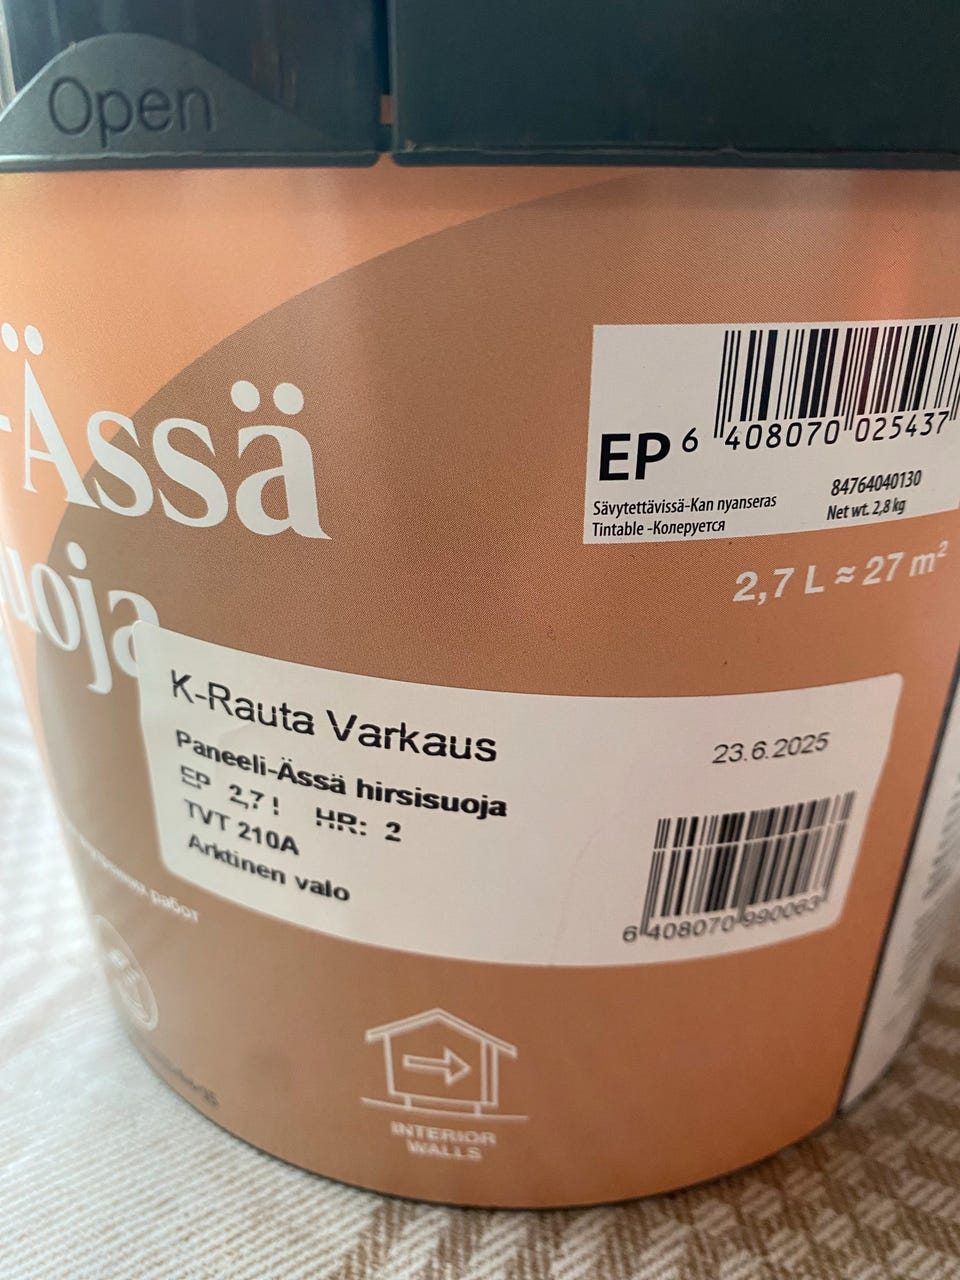 Open
-Ässä
uoja
EP 6 408070 025437
Sävytettävissä-Kan nyanseras
Tintable -Колеруется
84764040130
Net wt. 2,8 kg
2,7 L ≈ 27 m²
K-Rauta Varkaus
23.6.2025
Paneeli-Ässä hirsisuoja
EP 2,7 l HR: 2
TVT 210A
Arktinen valo
6 408070 990063
работ
INTERIOR
WALLS